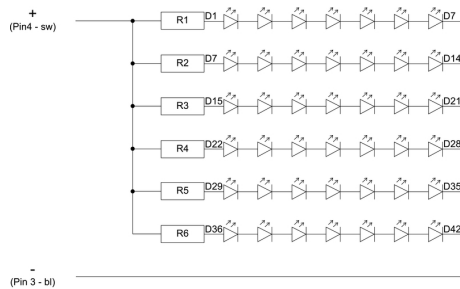 +
(Pin4 - sw)
R1 D1 D7
R2 D7 D14
R3 D15 D21
R4 D22 D28
R5 D29 D35
R6 D36 D42
-
(Pin 3 - bl)